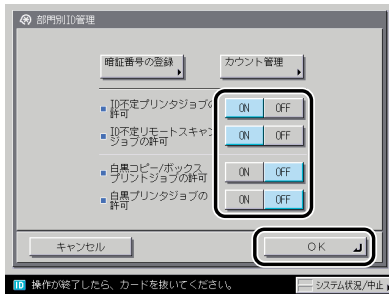 部門別ID管理
暗証番号の登録 カウント管理
ID不定プリンタジョブの
許可
ON OFF
ID不定リモートスキャン
ジョブの許可
ON OFF
白黒コピー/ボックス
プリントジョブの許可
ON OFF
白黒プリンタジョブの
許可
ON OFF
キャンセル OK
ID 操作が終了したら、カードを抜いてください。 システム状況/中止